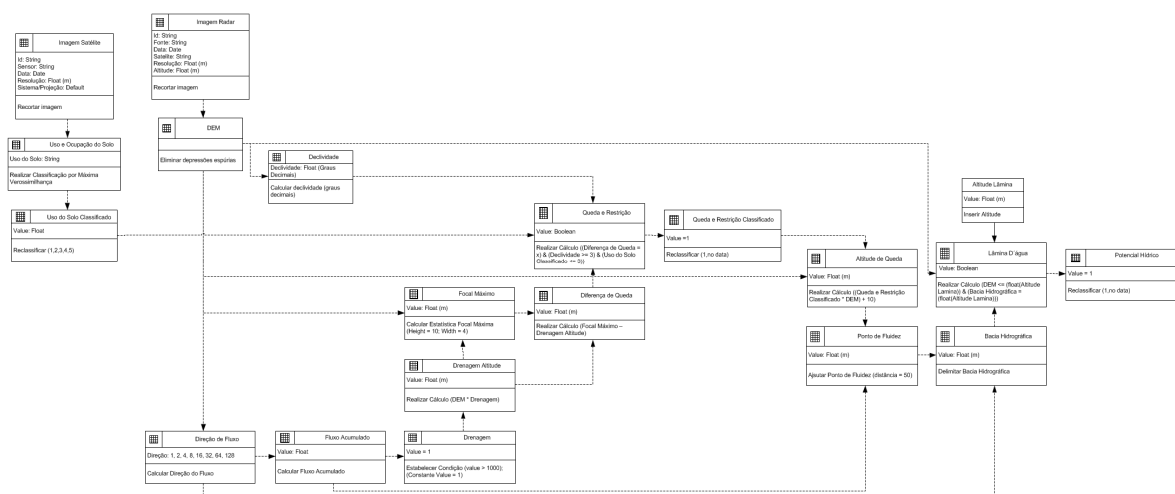 Imagem Radar
Id: String
Fonte: String
Data: Date
Satelite: String
Resolução: Float (m)
Altitude: Float (m)
Recortar imagem
Imagem Satélite
Id: String
Sensor: String
Data: Date
Resolução: Float (m)
Sistema/Projeção: Default
Recortar imagem
DEM
Eliminar depressões espúrias
Uso e Ocupação do Solo
Uso do Solo: String
Realizar Classificação por Máxima
Verossimilhança
Declividade
Declividade: Float (Graus
Decimais)
Calcular declividade (graus
decimais)
Uso do Solo Classificado
Value: Float
Reclassificar (1,2,3,4,5)
Queda e Restrição
Value: Boolean
Realizar Cálculo ((Diferença de Queda =
x) & (Declividade >= 3) & (Uso do Solo
Classificado == 0))
Queda e Restrição Classificado
Value =1
Reclassificar (1,no data)
Altitude Lâmina
Value: Float (m)
Inserir Altitude
Altitude de Queda
Value: Float (m)
Realizar Cálculo ((Queda e Restrição
Classificado * DEM) + 10)
Lâmina D´água
Value: Boolean
Realizar Cálculo (DEM <= (float(Altitude
Lamina)) & (Bacia Hidrográfica =
(float(Altitude Lamina)))
Potencial Hídrico
Value = 1
Reclassificar (1,no data)
Focal Máximo
Value: Float (m)
Calcular Estatística Focal Máxima
(Height = 10; Width = 4)
Diferença de Queda
Value: Float (m)
Realizar Cálculo (Focal Máximo –
Drenagem Altitude)
Ponto de Fluidez
Value: Float (m)
Ajsutar Ponto de Fluidez (distância = 50)
Bacia Hidrográfica
Value: Float (m)
Delimitar Bacia Hidrográfica
Drenagem Altitude
Value: Float (m)
Realizar Cálculo (DEM * Drenagem)
Direção de Fluxo
Direção: 1, 2, 4, 8, 16, 32, 64, 128
Calcular Direção do Fluxo
Fluxo Acumulado
Value: Float
Calcular Fluxo Acumulado
Drenagem
Value = 1
Estabelecer Condição (value > 1000);
(Constante Value = 1)